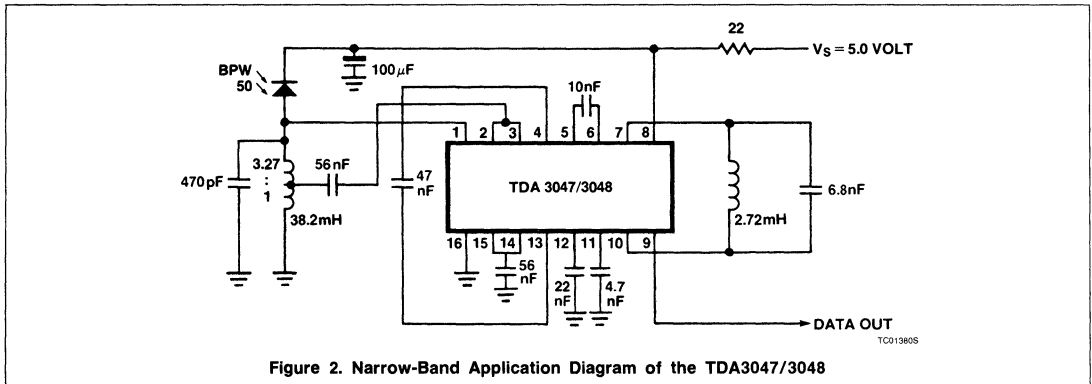 22
V_S = 5.0 VOLT
BPW
50
100μF
10nF
1 2 3 4 5 6 7 8
3.27
:
1
56nF
470pF
47
nF
TDA 3047/3048
6.8nF
38.2mH
2.72mH
16 15 14 13 12 11 10 9
56
nF
22
nF
4.7
nF
DATA OUT
TC01380S
Figure 2. Narrow-Band Application Diagram of the TDA3047/3048